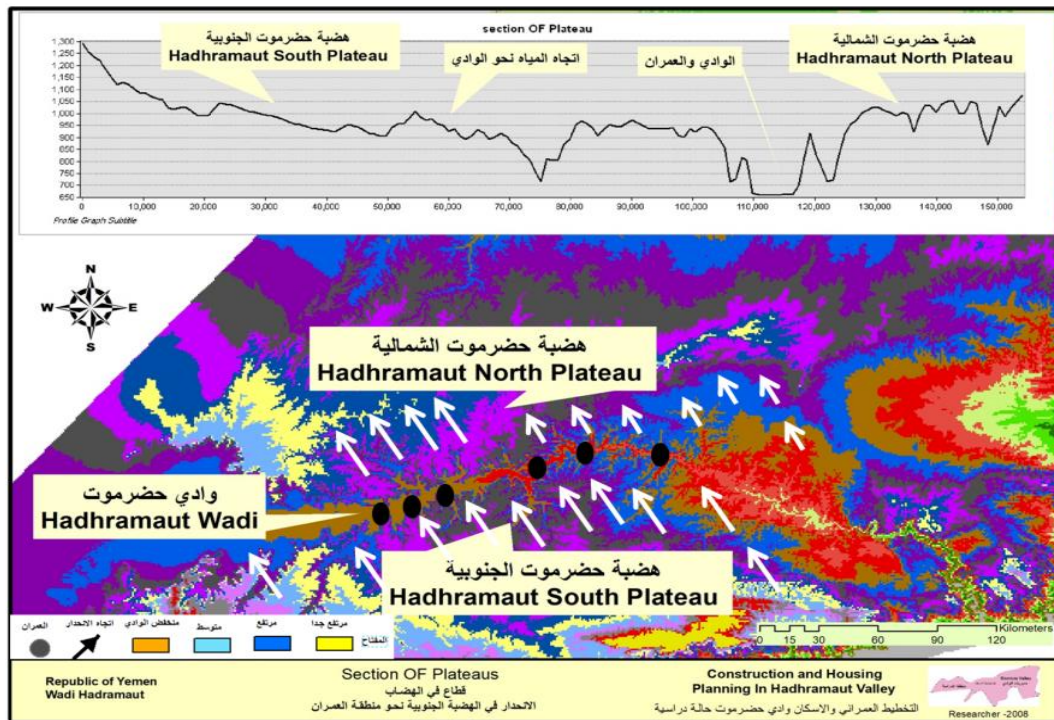 section OF Plateau
هضبة حضرموت الجنوبية
Hadhramaut South Plateau
اتجاه المياه نحو الوادي
الوادي والعمران
هضبة حضرموت الشمالية
Hadhramaut North Plateau
1,300
1,250
1,200
1,150
1,100
1,050
1,000
950
900
850
800
750
700
650
0 10,000 20,000 30,000 40,000 50,000 60,000 70,000 80,000 90,000 100,000 110,000 120,000 130,000 140,000 150,000
Profile Graph Subtitle
N
W E
S
هضبة حضرموت الشمالية
Hadhramaut North Plateau
وادي حضرموت
Hadhramaut Wadi
هضبة حضرموت الجنوبية
Hadhramaut South Plateau
المفتاح
مرتفع جدا
مرتفع
متوسط
منخفض الوادي
اتجاه الانحدار
العمران
Kilometers
0 15 30 60 90 120
Republic of Yemen
Wadi Hadramaut
Section OF Plateaus
قطاع في الهضاب
الانحدار في الهضبة الجنوبية نحو منطقة العمران
Construction and Housing
Planning In Hadhramaut Valley
التخطيط العمراني والاسكان وادي حضرموت حالة دراسية
Researcher -2008